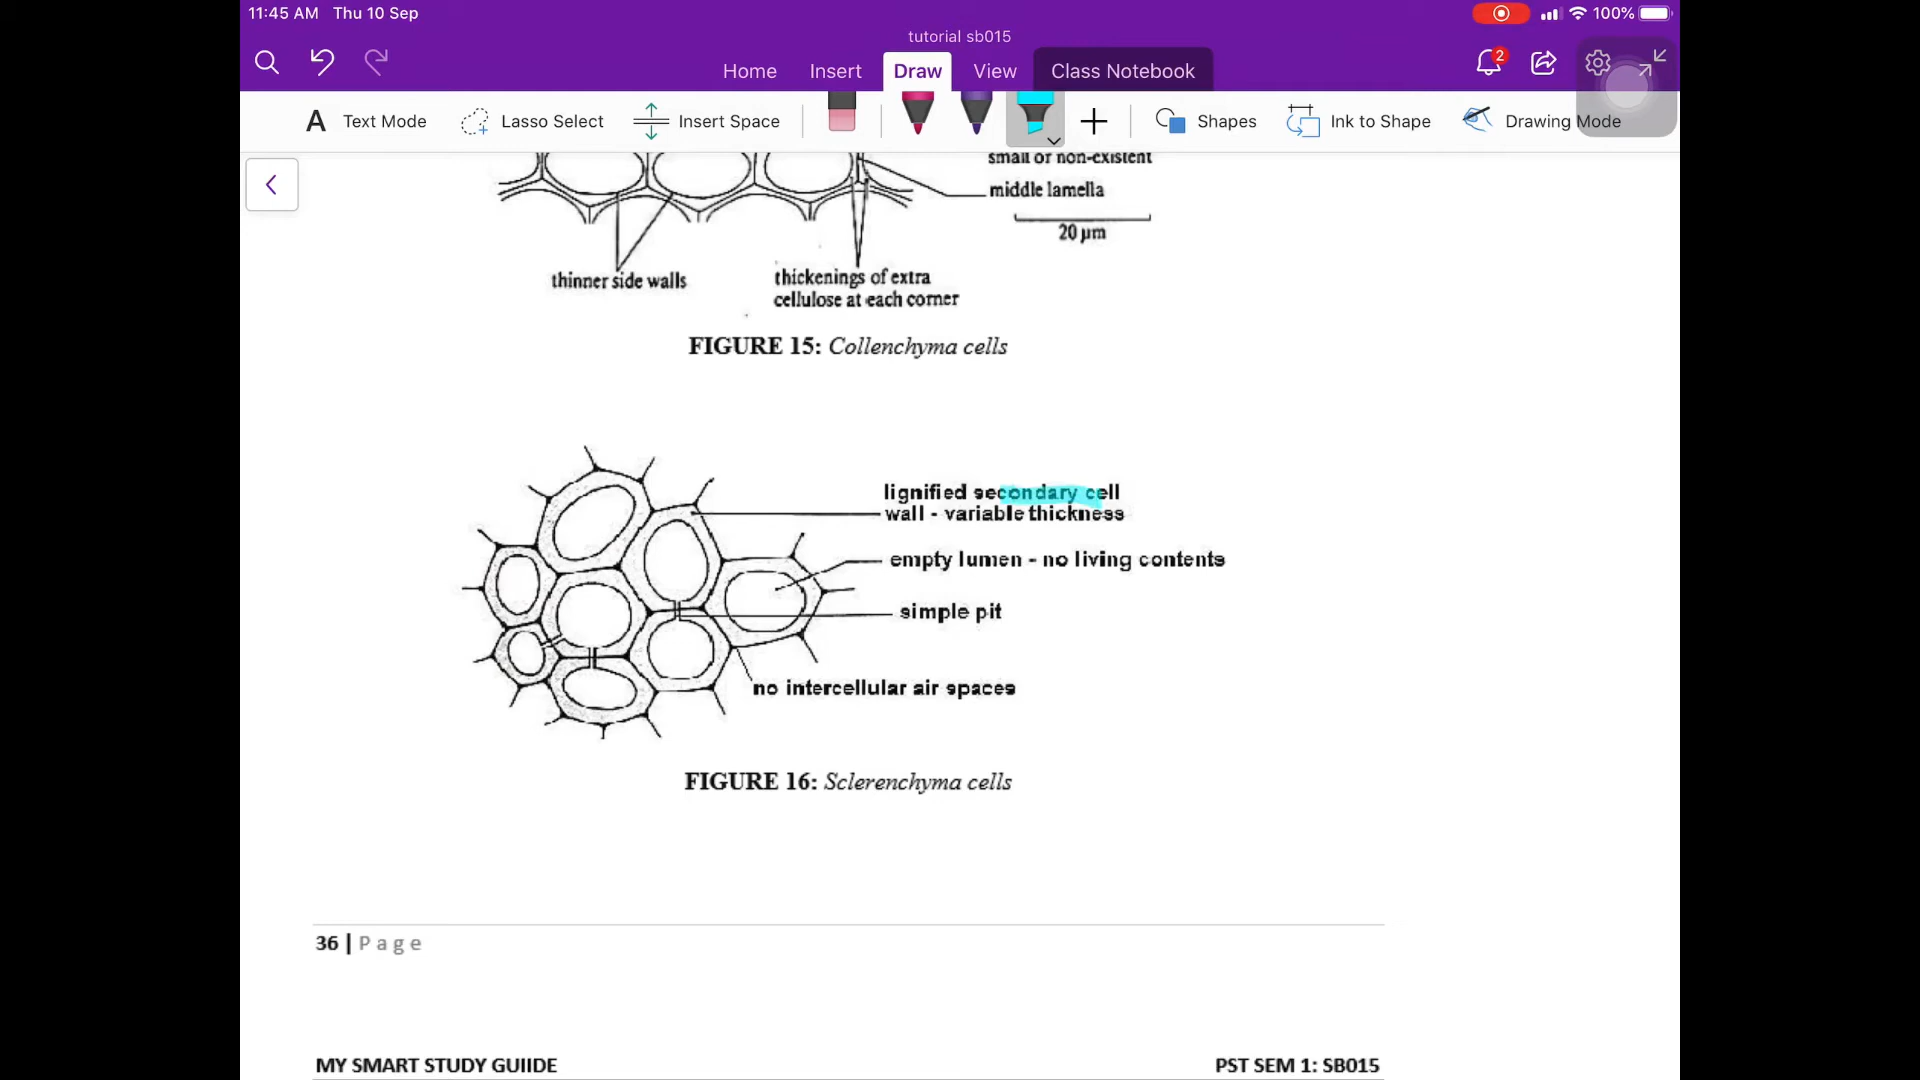 11:45 AM Thu 10 Sep
100%
tutorial sb015
Home Insert Draw View Class Notebook
2
A Text Mode Lasso Select Insert Space Shapes Ink to Shape Drawing Mode
small or non-existent
middle lamella
20 µm
thinner side walls
thickenings of extra
cellulose at each corner
FIGURE 15: Collenchyma cells
lignified secondary cell
wall - variable thickness
empty lumen - no living contents
simple pit
no intercellular air spaces
FIGURE 16: Sclerenchyma cells
36 | Page
MY SMART STUDY GUIIDE
PST SEM 1: SB015